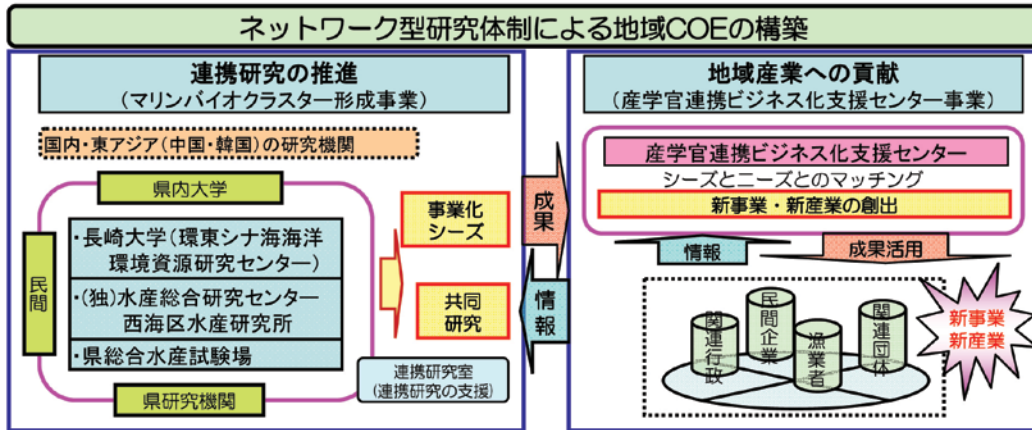 ネットワーク型研究体制による地域COEの構築
連携研究の推進
(マリンバイオクラスター形成事業)
国内・東アジア(中国・韓国)の研究機関
県内大学
民間
・長崎大学(環東シナ海海洋
環境資源研究センター)
・(独)水産総合研究センター
西海区水産研究所
・県総合水産試験場
県研究機関
事業化
シーズ
共同
研究
連携研究室
(連携研究の支援)
成果
情報
地域産業への貢献
(産学官連携ビジネス化支援センター事業)
産学官連携ビジネス化支援センター
シーズとニーズとのマッチング
新事業・新産業の創出
情報
成果活用
関連行政
民間企業
漁業者
関連団体
新事業
新産業